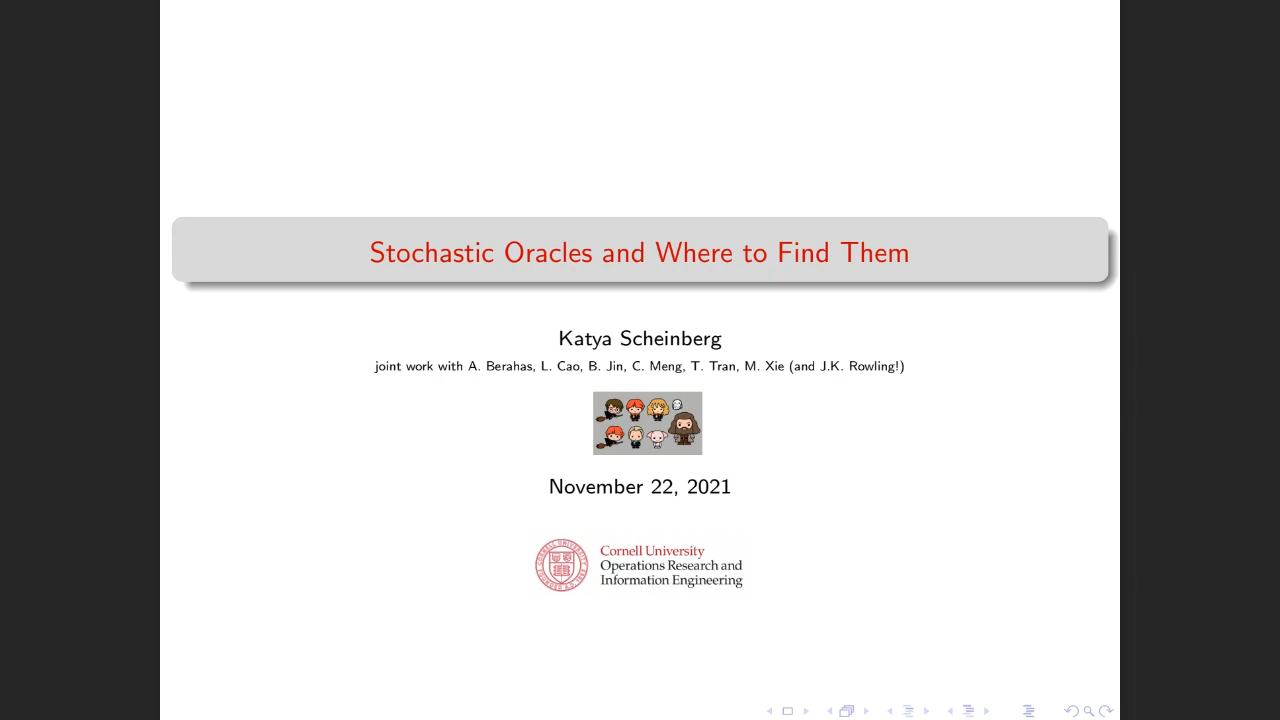 Stochastic Oracles and Where to Find Them
Katya Scheinberg
joint work with A. Berahas, L. Cao, B. Jin, C. Meng, T. Tran, M. Xie (and J.K. Rowling!)
November 22, 2021
Cornell University
Operations Research and
Information Engineering